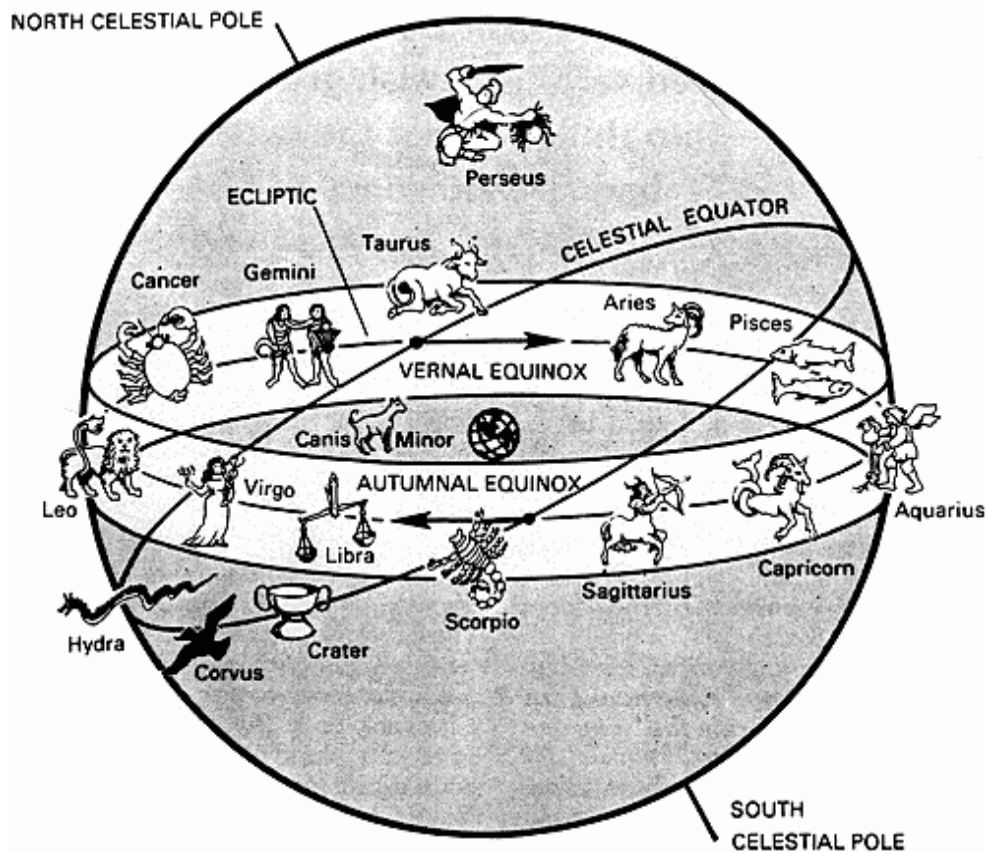 NORTH CELESTIAL POLE
Perseus
ECLIPTIC
CELESTIAL EQUATOR
Taurus
Gemini
Cancer
Aries
Pisces
VERNAL EQUINOX
Canis Minor
Leo
Virgo
AUTUMNAL EQUINOX
Libra
Aquarius
Capricorn
Sagittarius
Scorpio
Hydra
Crater
Corvus
SOUTH
CELESTIAL POLE